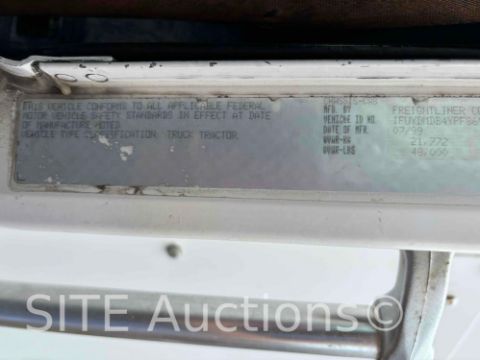 THIS VEHICLE CONFORMS TO ALL APPLICABLE FEDERAL
MOTOR VEHICLE SAFETY STANDARDS IN EFFECT AT DATE
OF MANUFACTURE NOTED
VEHICLE TYPE CLASSIFICATION: TRUCK TRACTOR
MFD. BY FREIGHTLINER CO
VEHICLE ID NO.
DATE OF MFR. 07/99
GVWR-KG 21,772
GVWR-LBS
SITE Auctions.com